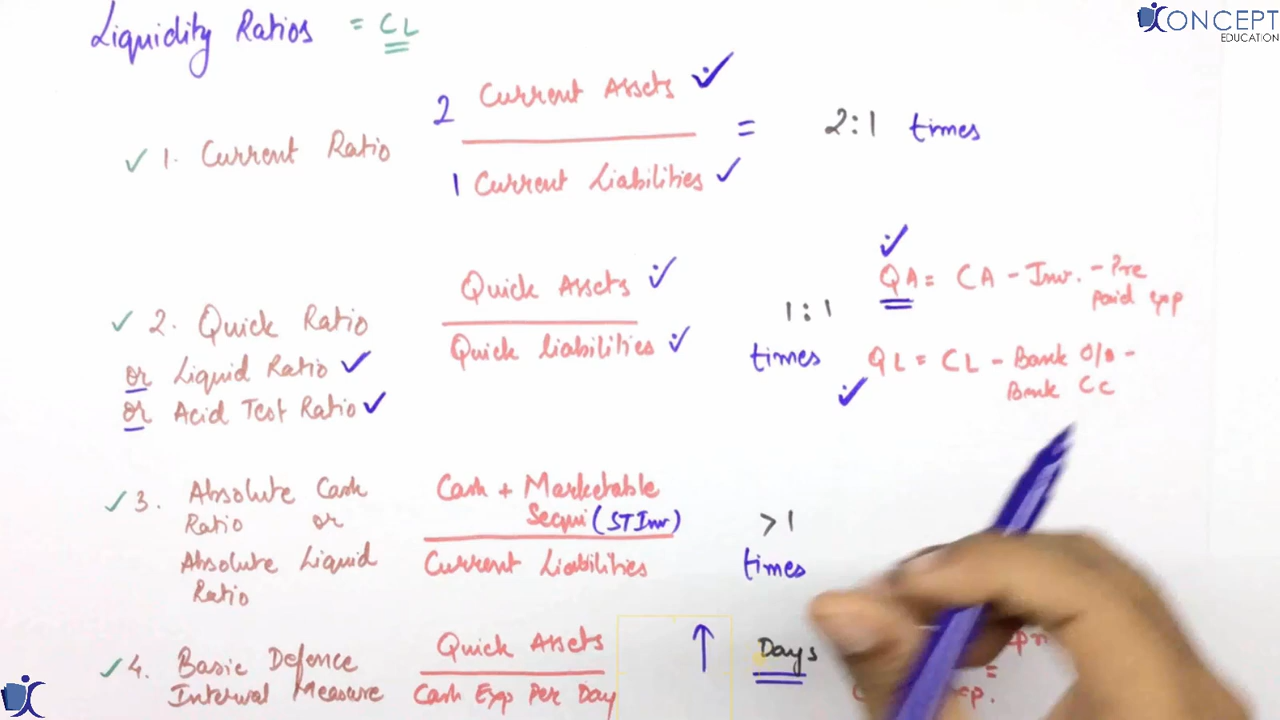 Liquidity Ratios = CL
CONCEPT
EDUCATION
2 Current Assets
1. Current Ratio = 2:1 times
1 Current Liabilities
Quick Assets
QA = CA - Inv. - Pre
paid exp
2. Quick Ratio 1:1
Quick Liabilities
or Liquid Ratio times
QL = CL - Bank O/D -
Bank CC
or Acid Test Ratio
3. Absolute Cash Cash + Marketable
Ratio or Sequi (ST Inv) >1
Absolute Liquid Current Liabilities times
Ratio
Quick Assets ↑ Days
4. Basic Defence
Interval Measure Cash Exp Per Day
=